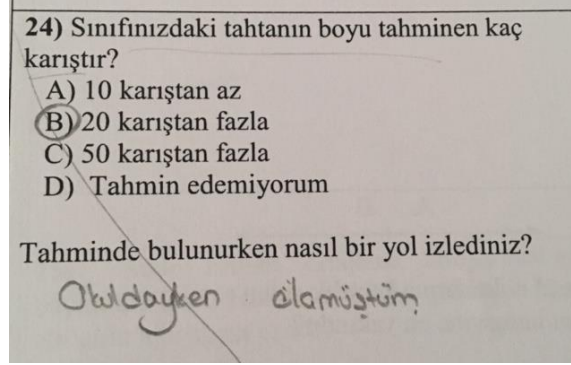 24) Sınıfınızdaki tahtanın boyu tahminen kaç
karıştır?
A) 10 karıştan az
B) 20 karıştan fazla
C) 50 karıştan fazla
D) Tahmin edemiyorum
Tahminde bulunurken nasıl bir yol izlediniz?
Okuldayken ölamüştüm